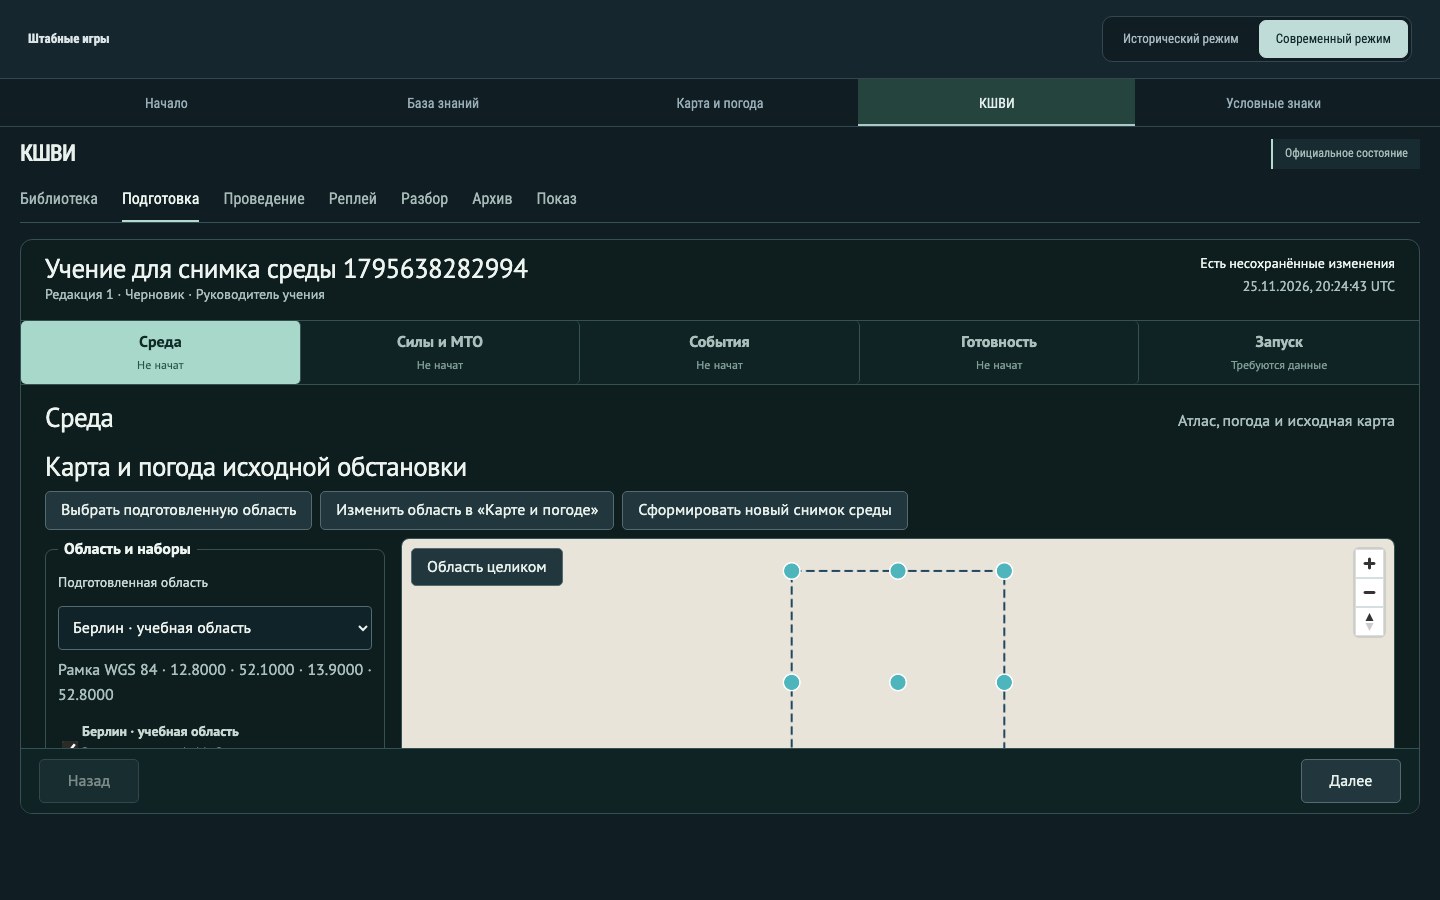 Штабные игры
Исторический режим
Современный режим
Начало
База знаний
Карта и погода
КШВИ
Условные знаки
КШВИ
Официальное состояние
Библиотека
Подготовка
Проведение
Реплей
Разбор
Архив
Показ
Учение для снимка среды 1795638282994
Редакция 1 · Черновик · Руководитель учения
Есть несохранённые изменения
25.11.2026, 20:24:43 UTC
Среда
Не начат
Силы и МТО
Не начат
События
Не начат
Готовность
Не начат
Запуск
Требуются данные
Среда
Атлас, погода и исходная карта
Карта и погода исходной обстановки
Выбрать подготовленную область
Изменить область в «Карте и погоде»
Сформировать новый снимок среды
Область и наборы
Подготовленная область
Берлин · учебная область
Рамка WGS 84 · 12.8000 · 52.1000 · 13.9000 ·
52.8000
Берлин · учебная область
Область целиком
Назад
Далее